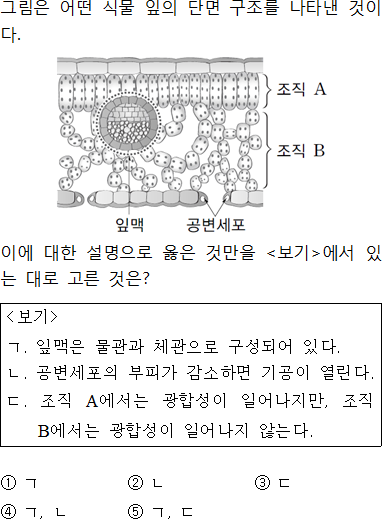 그림은 어떤 식물 잎의 단면 구조를 나타낸 것이
다.
조직 A
조직 B
잎맥
공변세포
이에 대한 설명으로 옳은 것만을 <보기>에서 있
는 대로 고른 것은?
<보기>
ㄱ. 잎맥은 물관과 체관으로 구성되어 있다.
ㄴ. 공변세포의 부피가 감소하면 기공이 열린다.
ㄷ. 조직 A에서는 광합성이 일어나지만, 조직
B에서는 광합성이 일어나지 않는다.
① ㄱ ② ㄴ ③ ㄷ
④ ㄱ, ㄴ ⑤ ㄱ, ㄷ